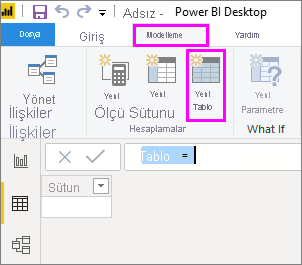 Adsız - Power BI Desktop
Dosya Giriş Modelleme Yardım
Yönet
İlişkiler
İlişkiler
Yeni
Ölçü Sütunu
Hesaplamalar
Yeni
Tablo
Yeni
Parametre
What If
Tablo =
Sütun